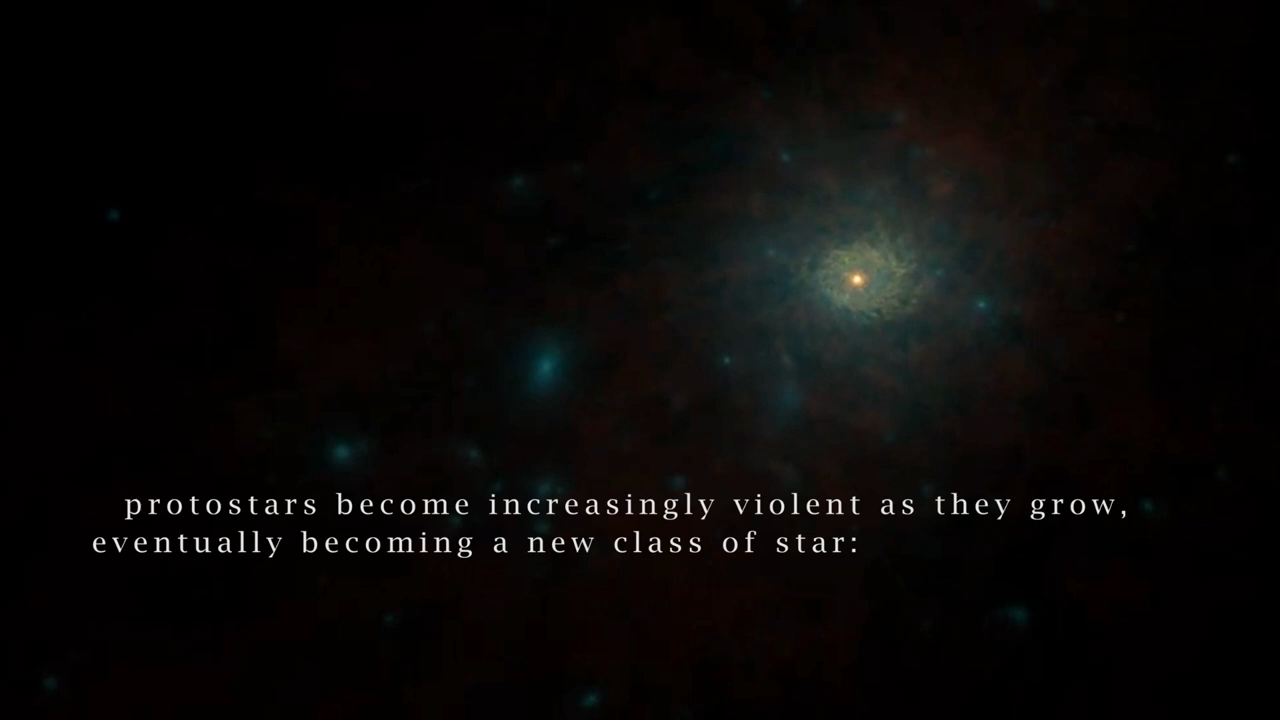 protostars become increasingly violent as they grow,
eventually becoming a new class of star: